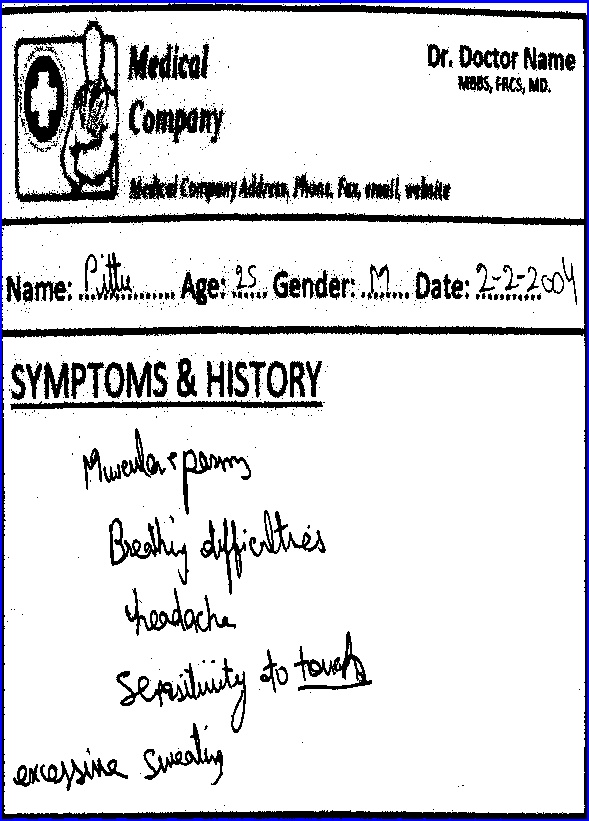 Medical
Company
Dr. Doctor Name
MBBS, FRCS, MD.
Medical Company Address, Phone, Fax, email, website
Name: Pittu Age: 25 Gender: M Date: 2-2-2004
SYMPTOMS & HISTORY
Muscular spasms
Breathing difficulties
headache
Sensitivity to touch
excessive sweating